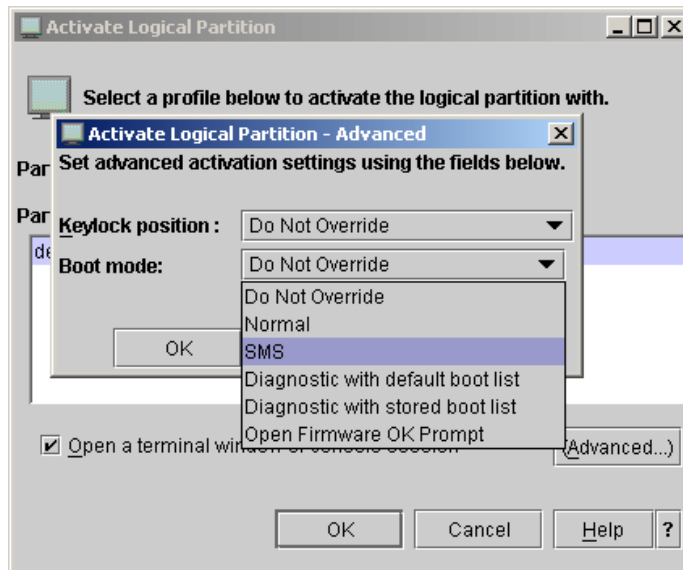 Activate Logical Partition
Select a profile below to activate the logical partition with.
Activate Logical Partition - Advanced
Set advanced activation settings using the fields below.
Par
Par
Keylock position : Do Not Override
de
Boot mode: Do Not Override
Do Not Override
Normal
SMS
Diagnostic with default boot list
Diagnostic with stored boot list
Open Firmware OK Prompt
OK
Open a terminal
(Advanced...)
OK Cancel Help ?